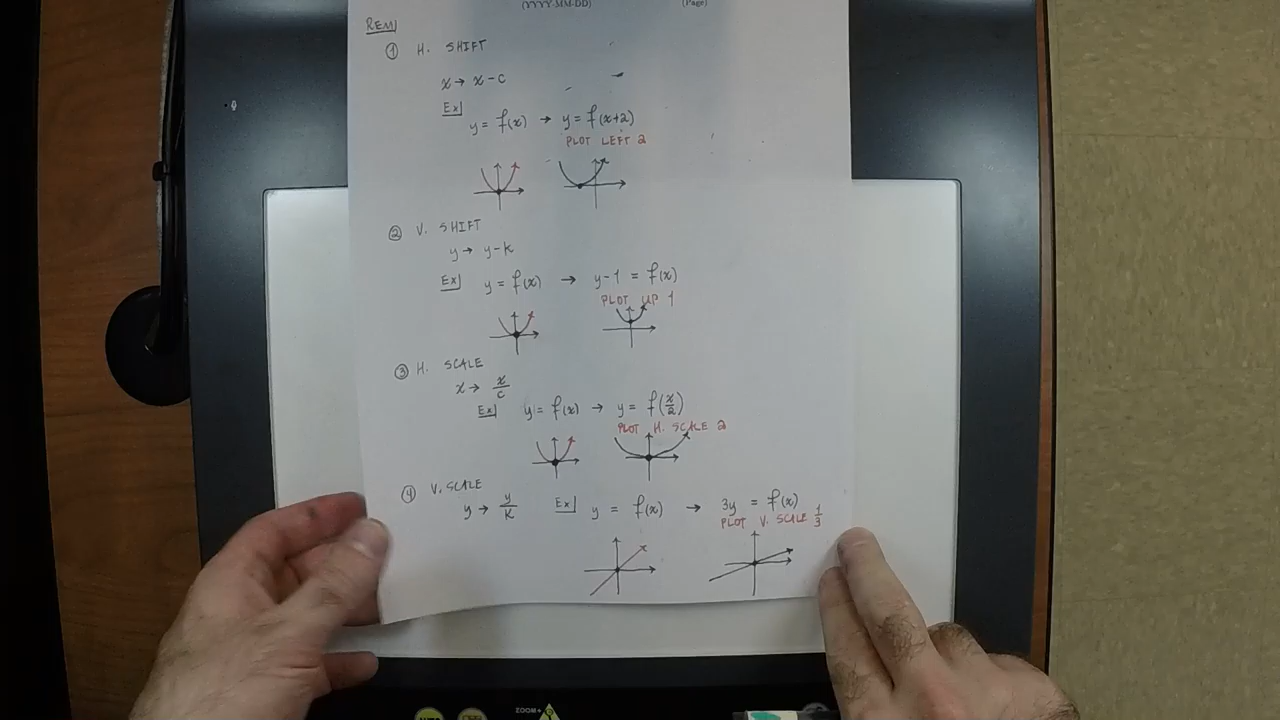 (YYYY-MM-DD) (Page)
REM
① H. SHIFT
x → x - c
Ex
y = f(x) → y = f(x+2)
PLOT LEFT 2
② V. SHIFT
y → y - k
Ex y = f(x) → y - 1 = f(x)
PLOT UP 1
③ H. SCALE
x → x/c
Ex y = f(x) → y = f(x/2)
PLOT H. SCALE 2
④ V. SCALE
y → y/k Ex y = f(x) → 3y = f(x)
PLOT V. SCALE 1/3
ZOOM